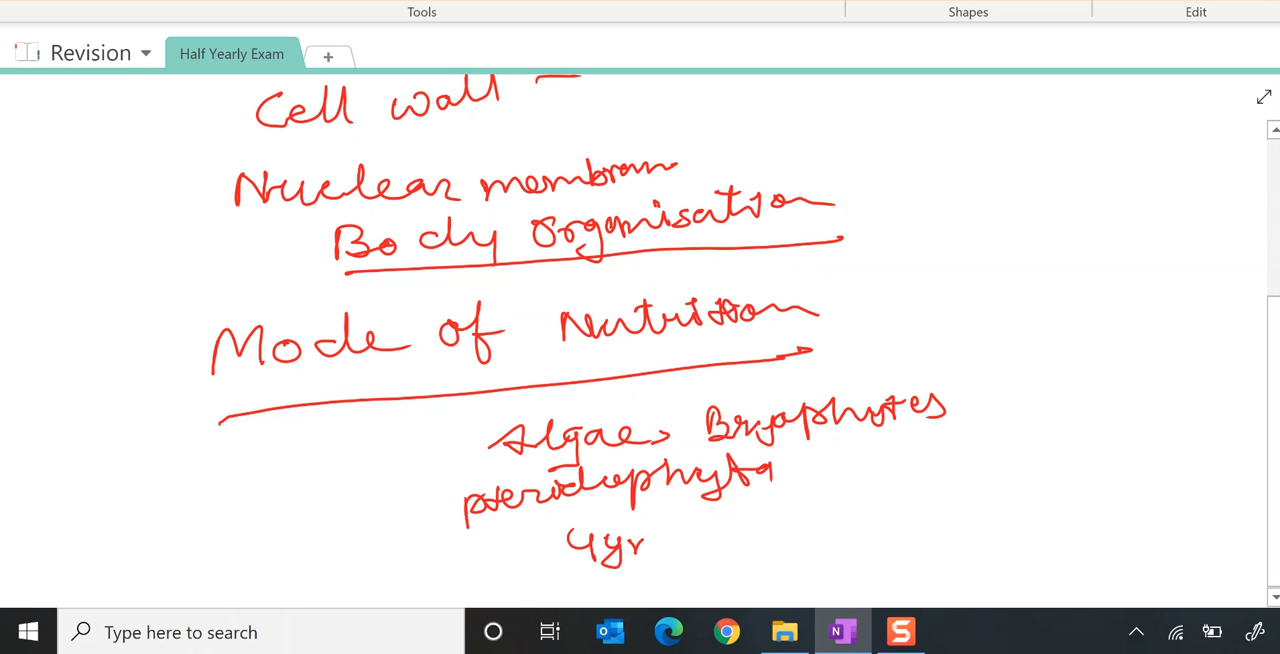 Tools Shapes Edit
Revision Half Yearly Exam +
Cell wall
Nuclear membran
Body Organisation
Mode of Nutrition
Algae, Bryophytes
pteridophyta
Gyr
Type here to search